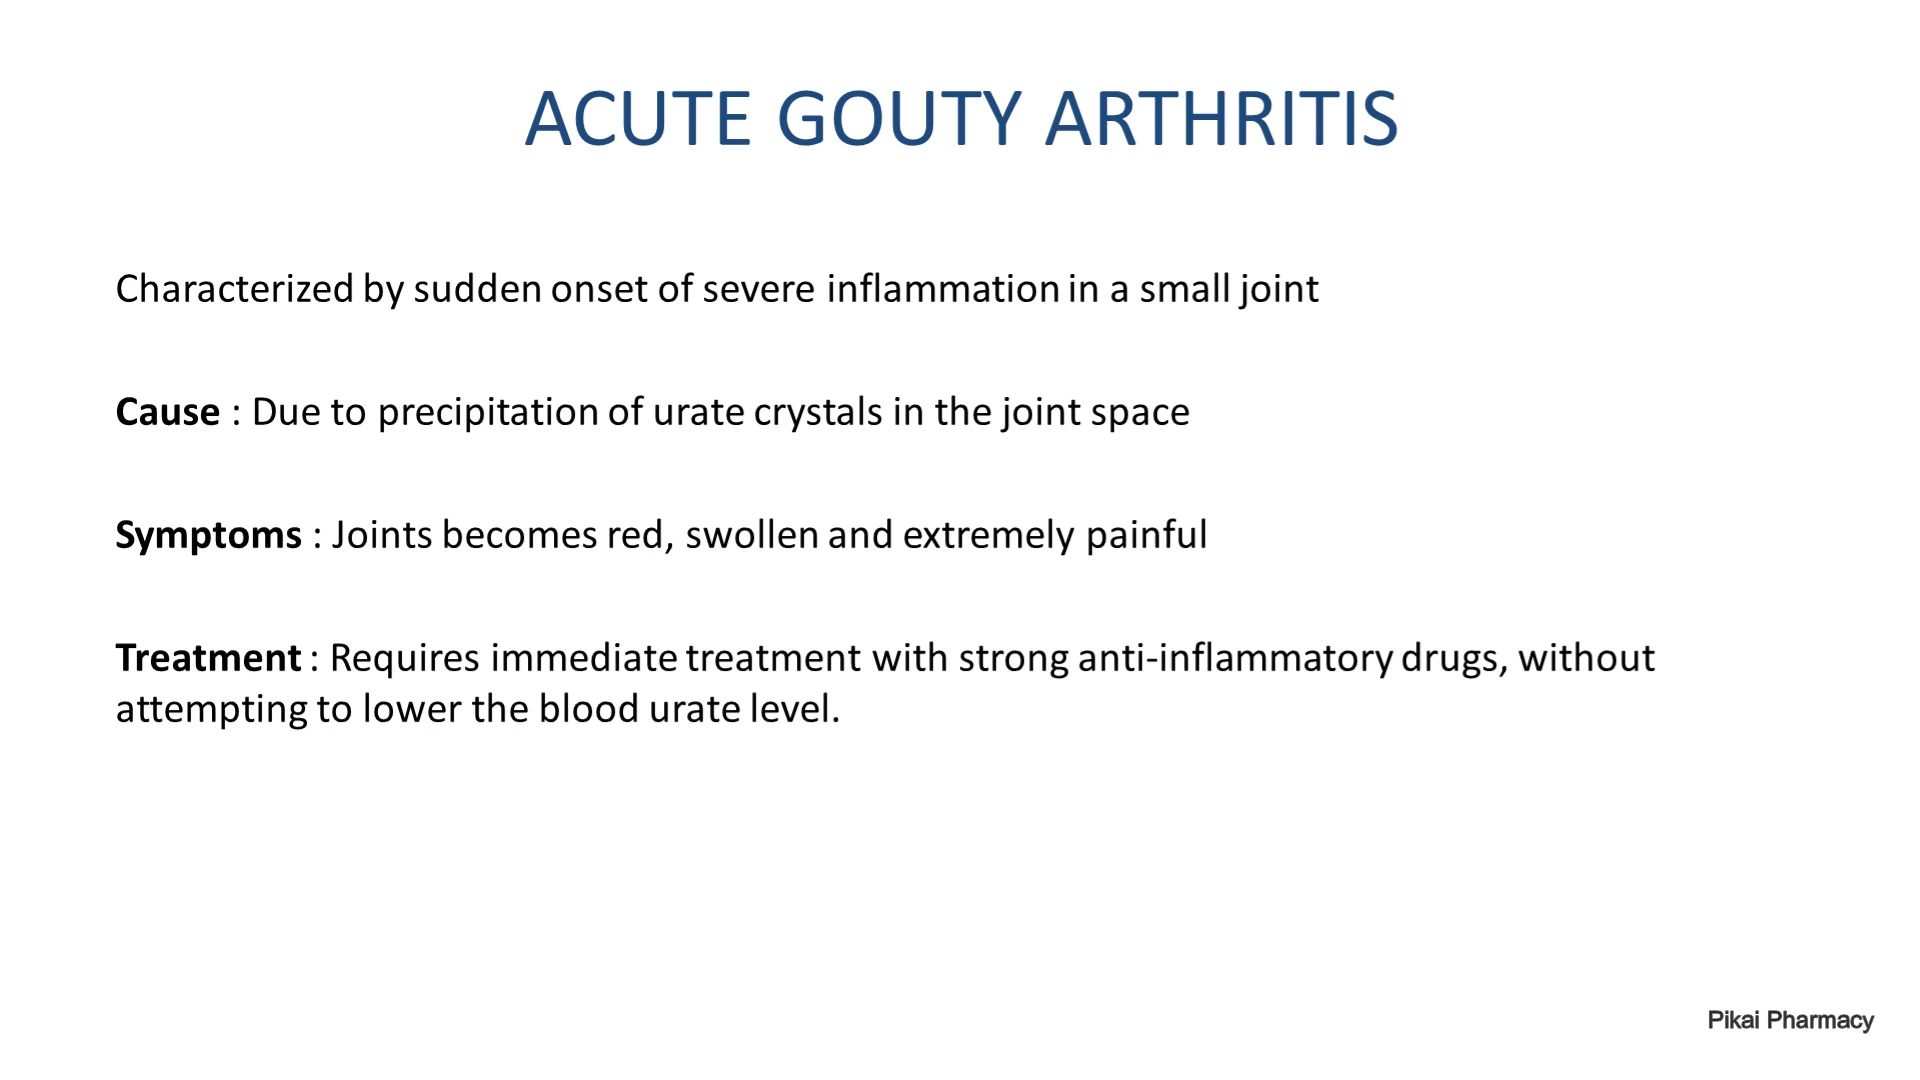 ACUTE GOUTY ARTHRITIS
Characterized by sudden onset of severe inflammation in a small joint
Cause : Due to precipitation of urate crystals in the joint space
Symptoms : Joints becomes red, swollen and extremely painful
Treatment : Requires immediate treatment with strong anti-inflammatory drugs, without
attempting to lower the blood urate level.
Pikai Pharmacy